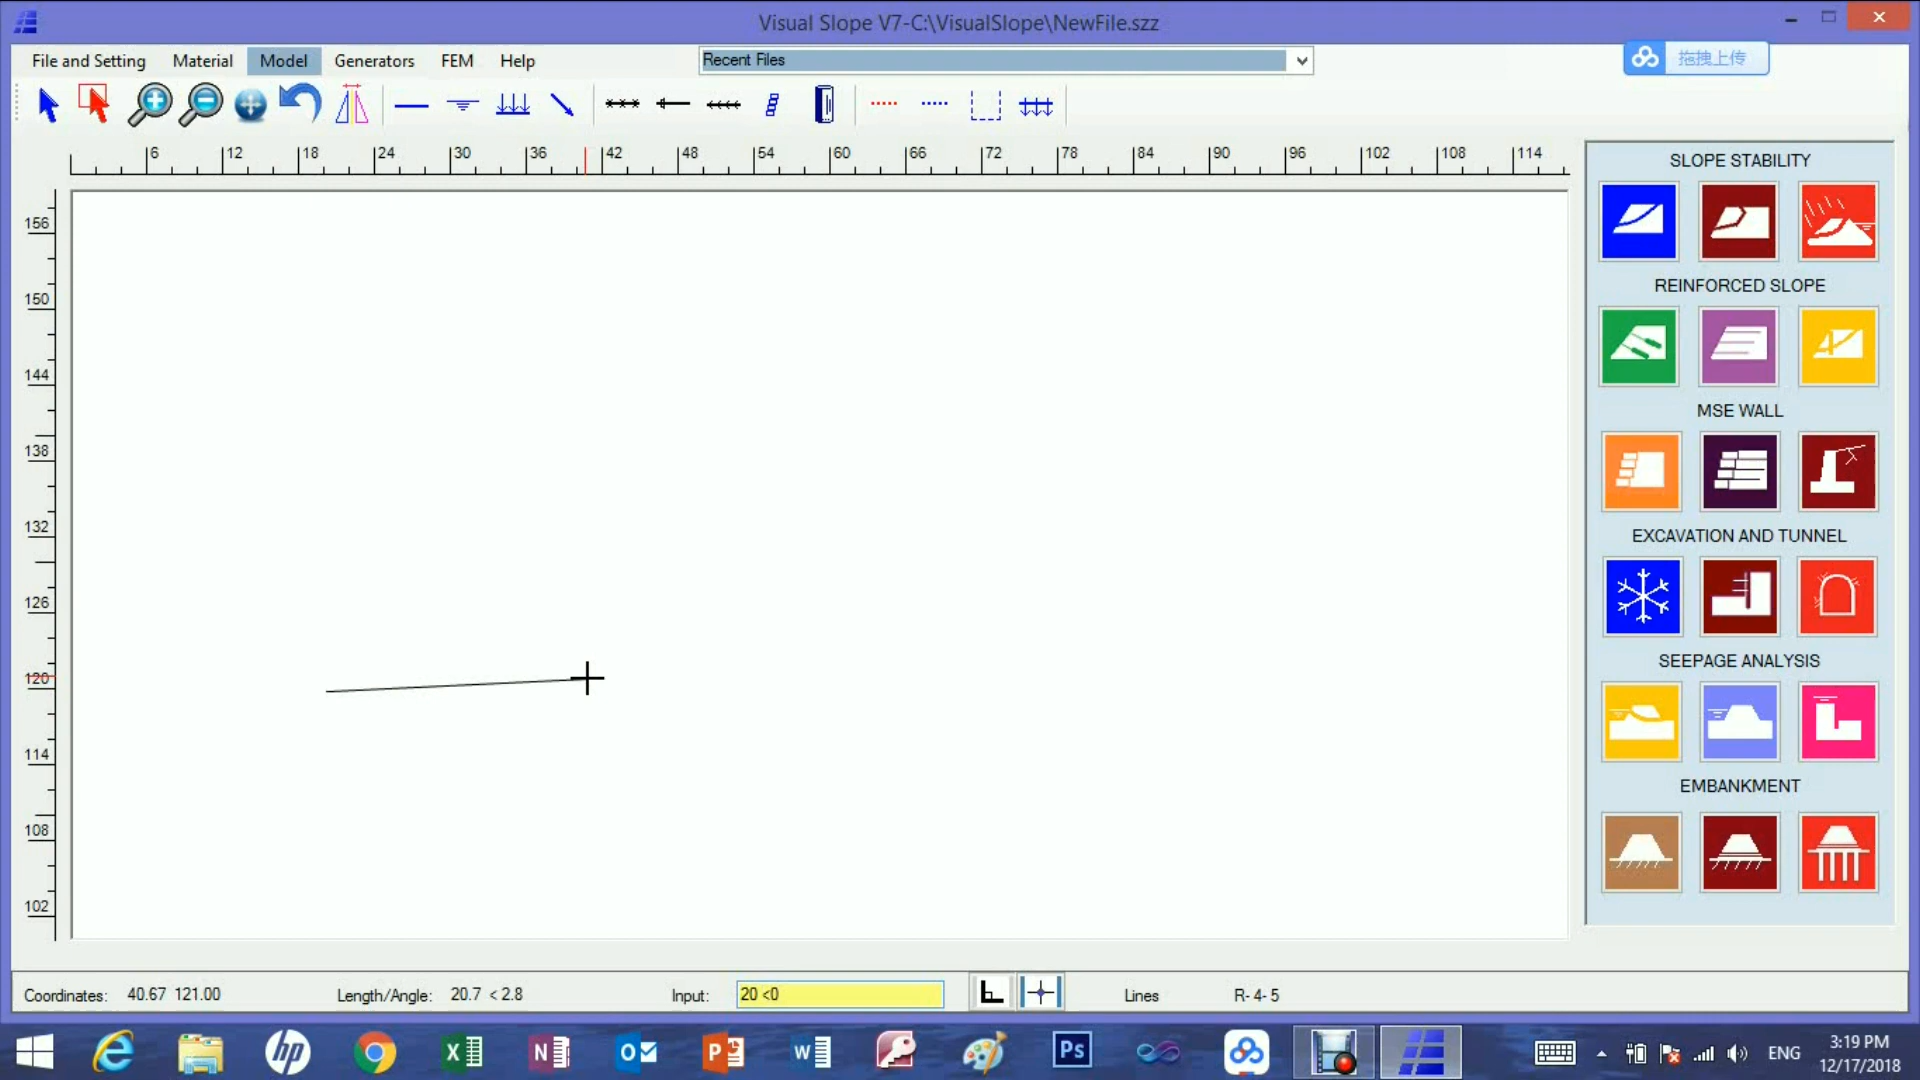 Visual Slope V7-C:\VisualSlope\NewFile.szz
File and Setting Material Model Generators FEM Help
Recent Files
拖拽上传
6 12 18 24 30 36 42 48 54 60 66 72 78 84 90 96 102 108 114
156
150
144
138
132
126
120
114
108
102
SLOPE STABILITY
REINFORCED SLOPE
MSE WALL
EXCAVATION AND TUNNEL
SEEPAGE ANALYSIS
EMBANKMENT
Coordinates: 40.67 121.00 Length/Angle: 20.7 < 2.8 Input: 20 <0 Lines R- 4- 5
ENG
3:19 PM
12/17/2018